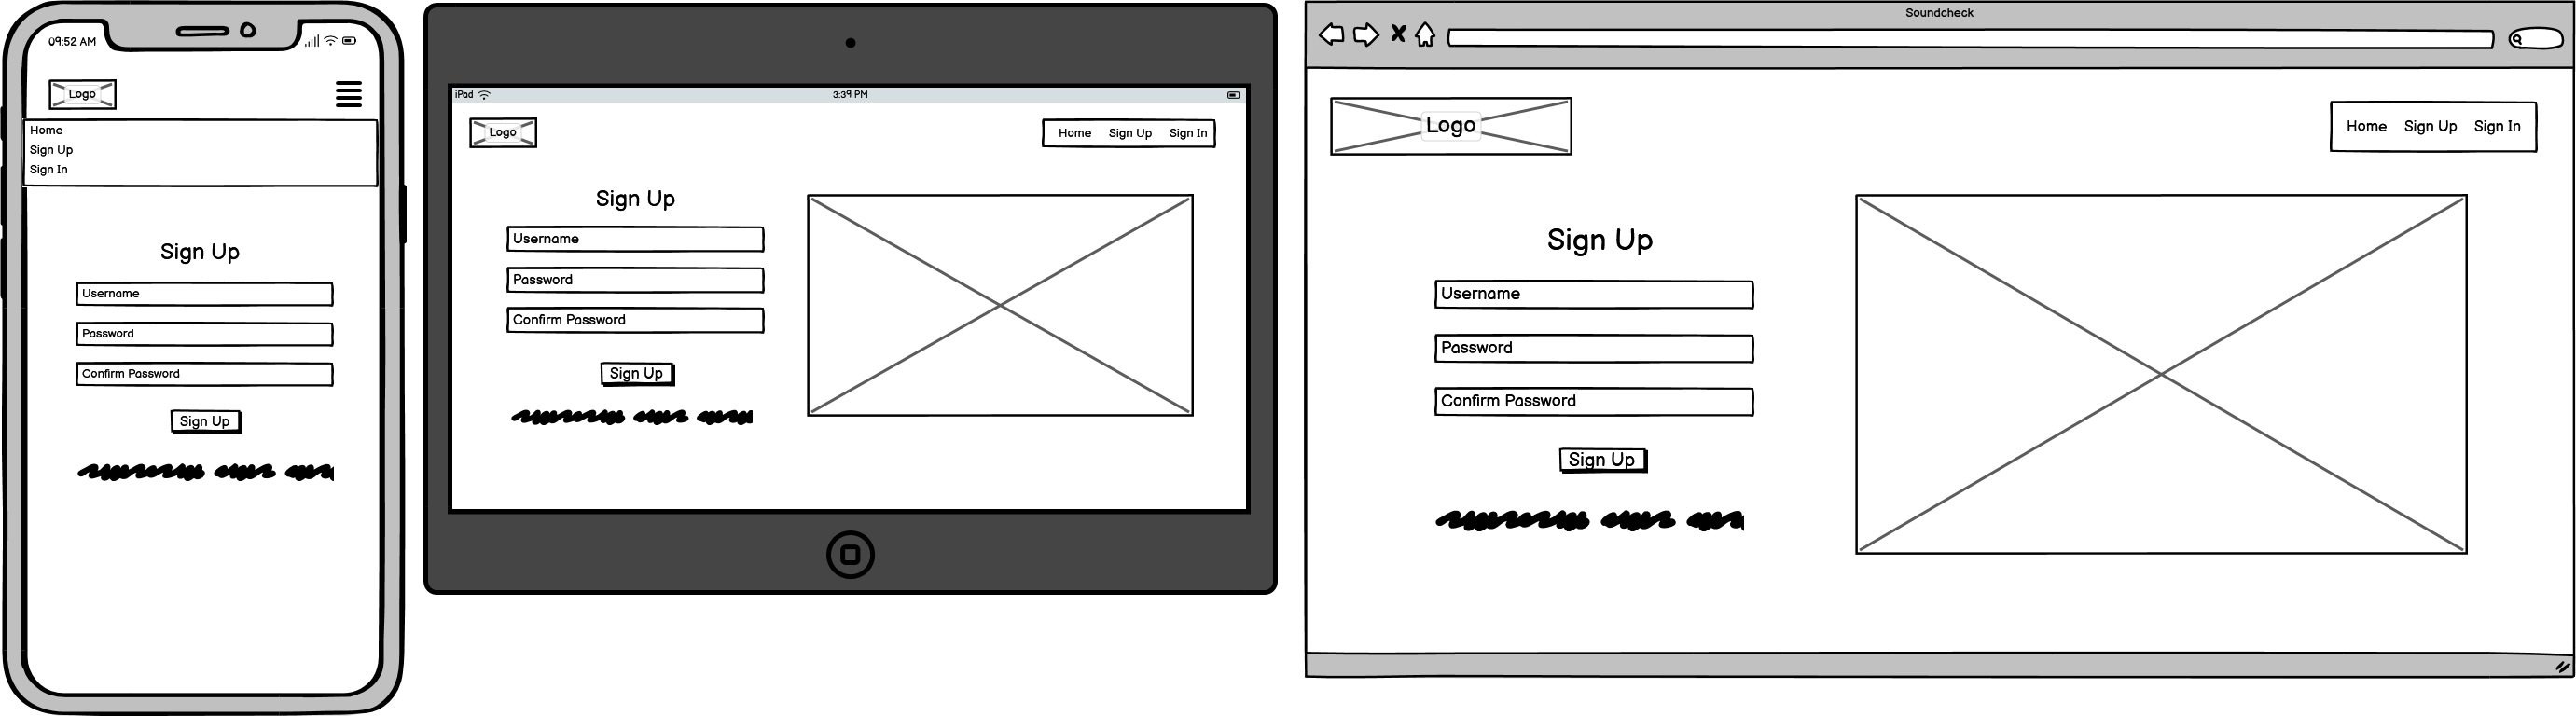 09:52 AM
Logo
Home
Sign Up
Sign In
Sign Up
Username
Password
Confirm Password
Sign Up
iPad
3:39 PM
Logo
Home Sign Up Sign In
Sign Up
Username
Password
Confirm Password
Sign Up
Soundcheck
Logo
Home Sign Up Sign In
Sign Up
Username
Password
Confirm Password
Sign Up